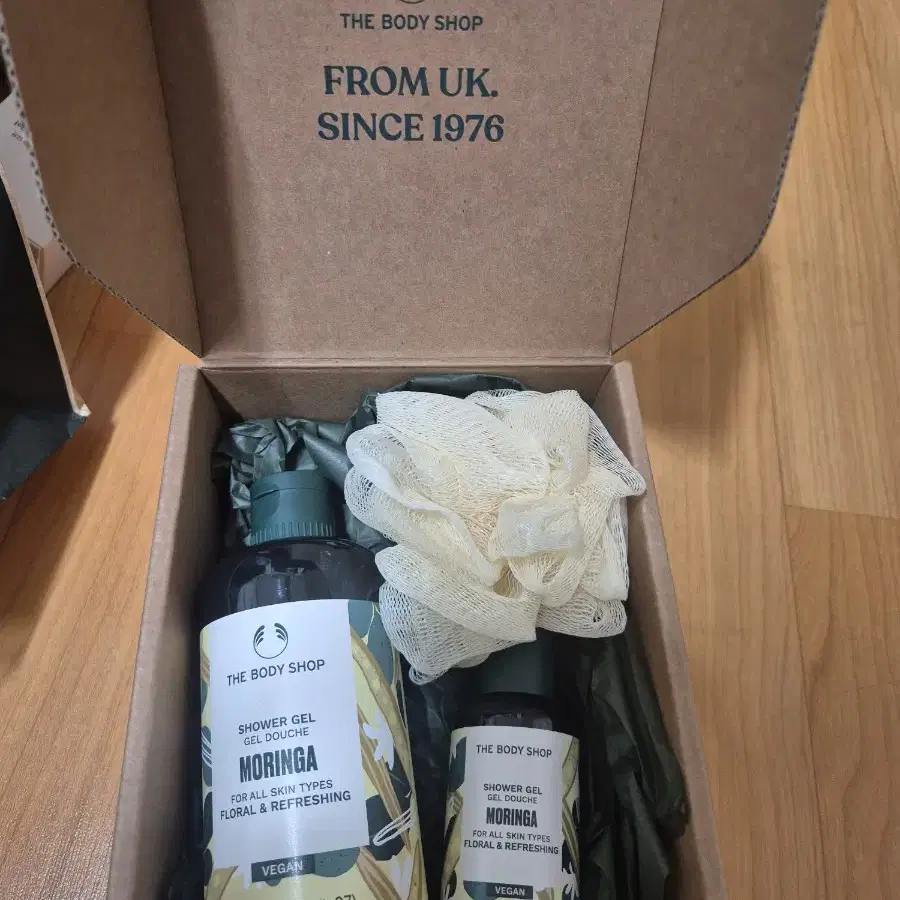 THE BODY SHOP
FROM UK.
SINCE 1976
THE BODY SHOP
SHOWER GEL
GEL DOUCHE
MORINGA
FOR ALL SKIN TYPES
FLORAL & REFRESHING
VEGAN
THE BODY SHOP
SHOWER GEL
GEL DOUCHE
MORINGA
FOR ALL SKIN TYPES
FLORAL & REFRESHING
VEGAN